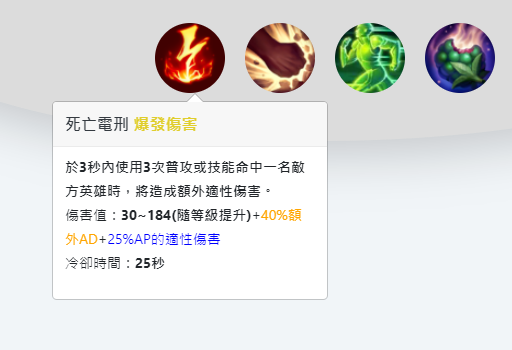 死亡電刑 爆發傷害
於3秒內使用3次普攻或技能命中一名敵
方英雄時，將造成額外適性傷害。
傷害值：30~184(隨等級提升)+40%額
外AD+25%AP的適性傷害
冷卻時間：25秒